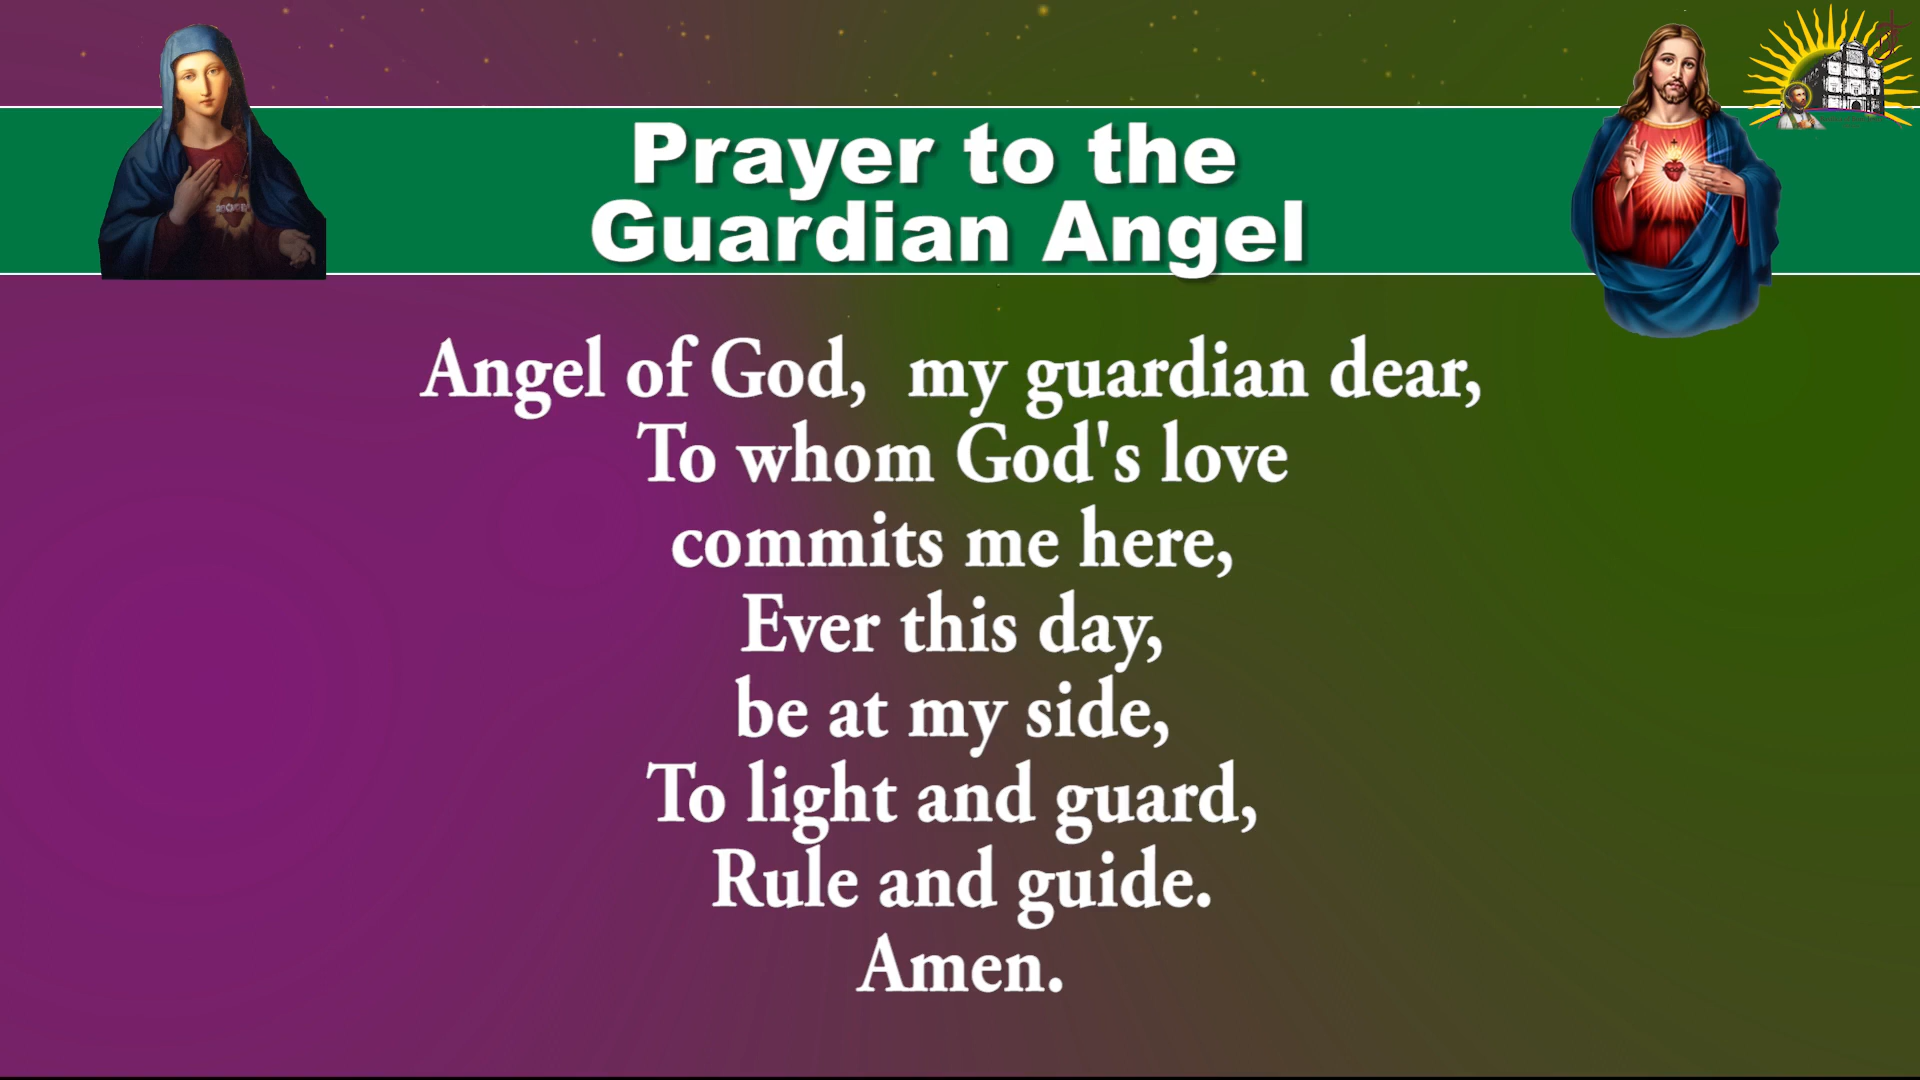 Prayer to the
Guardian Angel
Angel of God,  my guardian dear,
To whom God's love
commits me here,
Ever this day,
be at my side,
To light and guard,
Rule and guide.
Amen.